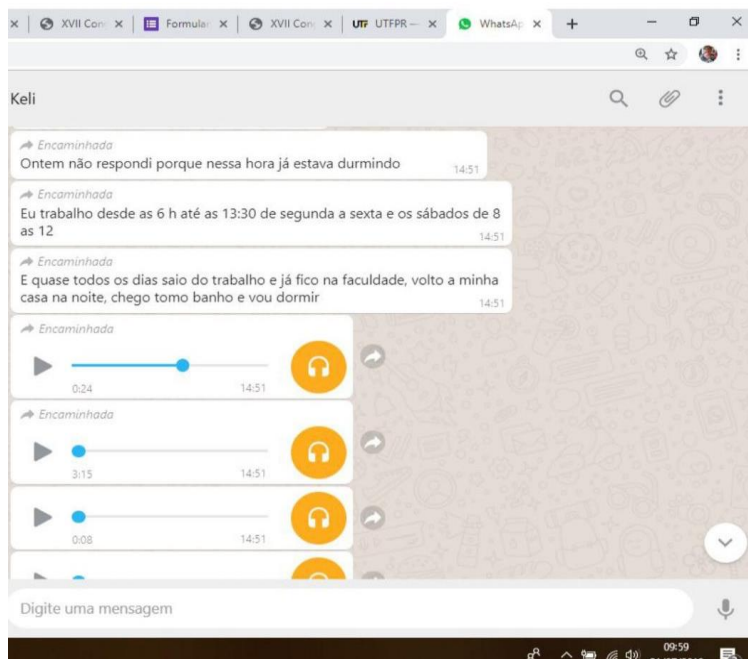 XVII Con
Formular
XVII Con
UTF UTFPR —
WhatsAp
Keli
Encaminhada
Ontem não respondi porque nessa hora já estava durmindo
14:51
Encaminhada
Eu trabalho desde as 6 h até as 13:30 de segunda a sexta e os sábados de 8
as 12
14:51
Encaminhada
E quase todos os dias saio do trabalho e já fico na faculdade, volto a minha
casa na noite, chego tomo banho e vou dormir
14:51
Encaminhada
0:24 14:51
Encaminhada
3:15 14:51
0:08 14:51
Digite uma mensagem
09:59